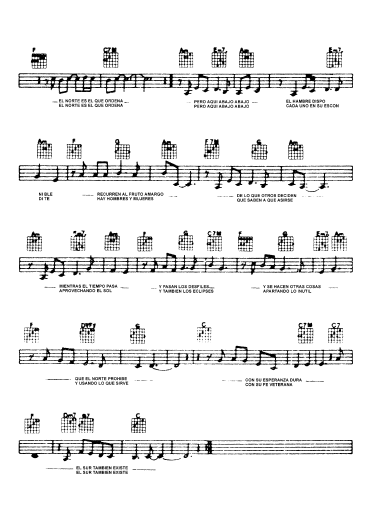 F C7M Am Em7 Am Em7
EL NORTE ES EL QUE ORDENA PERO AQUI ABAJO ABAJO EL HAMBRE DISPO
EL NORTE ES EL QUE ORDENA PERO AQUI ABAJO ABAJO CADA UNO EN SU ESCON
Am F G Am F7M G Am
NI BLE RECURREN AL FRUTO AMARGO DE LO QUE OTROS DECIDEN
DI TE HAY HOMBRES Y MUJERES QUE SABEN A QUE ASIRSE
Am Em7 Am F G C7M F Em7 Am
MIENTRAS EL TIEMPO PASA Y PASAN LOS DESFILES Y SE HACEN OTRAS COSAS
APROVECHANDO EL SOL Y TAMBIEN LOS ECLIPSES APARTANDO LO INUTIL
G C C7M C7
QUE EL NORTE PROHIBE CON SU ESPERANZA DURA
Y USANDO LO QUE SIRVE CON SU FE VETERANA
F Dm7 C
EL SUR TAMBIEN EXISTE
EL SUR TAMBIEN EXISTE